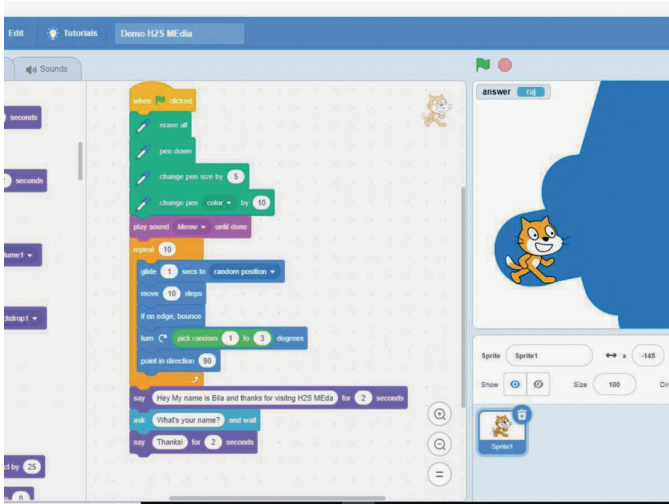 Edit Tutorials Demo H2S MEdia
Sounds
seconds
seconds
tume1
ckdrop1
ct by 25
0
when clicked
erase all
pen down
change pen size by 5
change pen color by 10
play sound Meow until done
repeat 10
glide 1 secs to random position
move 10 steps
if on edge, bounce
turn pick random 1 to 3 degrees
point in direction 90
say Hey My name is Bila and thanks for visitng H2S MEda for 2 seconds
ask What's your name? and wait
say Thanks! for 2 seconds
answer raj
Sprite Sprite1 x -145
Show Size 100 Dir
Sprite1